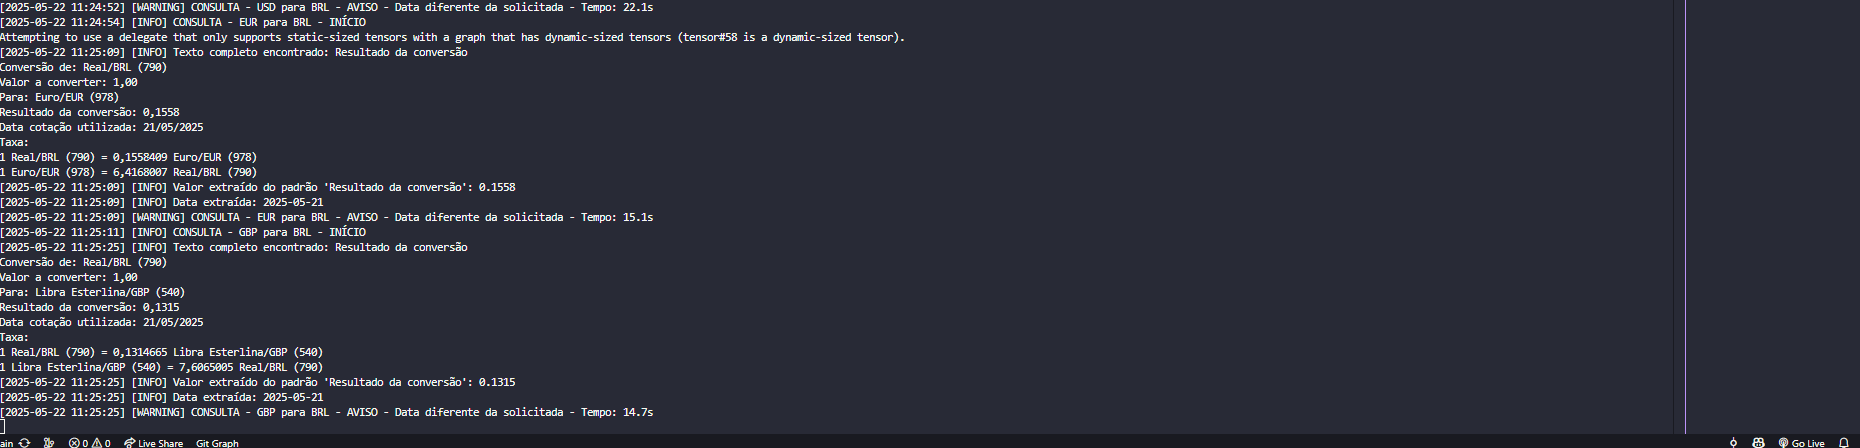 [2025-05-22 11:24:52] [WARNING] CONSULTA - USD para BRL - AVISO - Data diferente da solicitada - Tempo: 22.1s
[2025-05-22 11:24:54] [INFO] CONSULTA - EUR para BRL - INÍCIO
Attempting to use a delegate that only supports static-sized tensors with a graph that has dynamic-sized tensors (tensor#58 is a dynamic-sized tensor).
[2025-05-22 11:25:09] [INFO] Texto completo encontrado: Resultado da conversão
Conversão de: Real/BRL (790)
Valor a converter: 1,00
Para: Euro/EUR (978)
Resultado da conversão: 0,1558
Data cotação utilizada: 21/05/2025
Taxa:
1 Real/BRL (790) = 0,1558409 Euro/EUR (978)
1 Euro/EUR (978) = 6,4168007 Real/BRL (790)
[2025-05-22 11:25:09] [INFO] Valor extraído do padrão 'Resultado da conversão': 0.1558
[2025-05-22 11:25:09] [INFO] Data extraída: 2025-05-21
[2025-05-22 11:25:09] [WARNING] CONSULTA - EUR para BRL - AVISO - Data diferente da solicitada - Tempo: 15.1s
[2025-05-22 11:25:11] [INFO] CONSULTA - GBP para BRL - INÍCIO
[2025-05-22 11:25:25] [INFO] Texto completo encontrado: Resultado da conversão
Conversão de: Real/BRL (790)
Valor a converter: 1,00
Para: Libra Esterlina/GBP (540)
Resultado da conversão: 0,1315
Data cotação utilizada: 21/05/2025
Taxa:
1 Real/BRL (790) = 0,1314665 Libra Esterlina/GBP (540)
1 Libra Esterlina/GBP (540) = 7,6065005 Real/BRL (790)
[2025-05-22 11:25:25] [INFO] Valor extraído do padrão 'Resultado da conversão': 0.1315
[2025-05-22 11:25:25] [INFO] Data extraída: 2025-05-21
[2025-05-22 11:25:25] [WARNING] CONSULTA - GBP para BRL - AVISO - Data diferente da solicitada - Tempo: 14.7s
ain 0 0 Live Share Git Graph Go Live